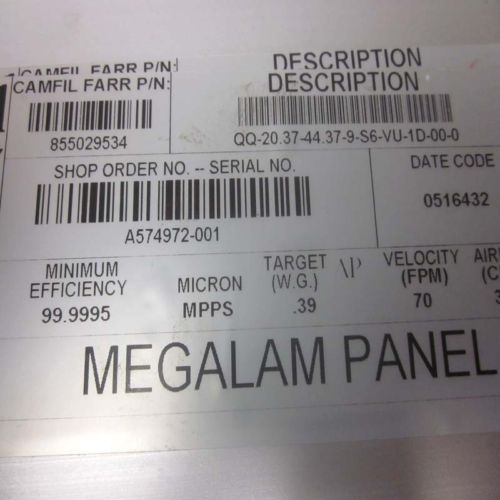 CAMFIL FARR P/N:
DESCRIPTION
CAMFIL FARR P/N:
DESCRIPTION
855029534
QQ-20.37-44.37-9-S6-VU-1D-00-0
SHOP ORDER NO. -- SERIAL NO.
DATE CODE
A574972-001
0516432
MINIMUM EFFICIENCY
MICRON
TARGET (W.G.)
VELOCITY (FPM)
99.9995
MPPS
.39
70
MEGALAM PANEL